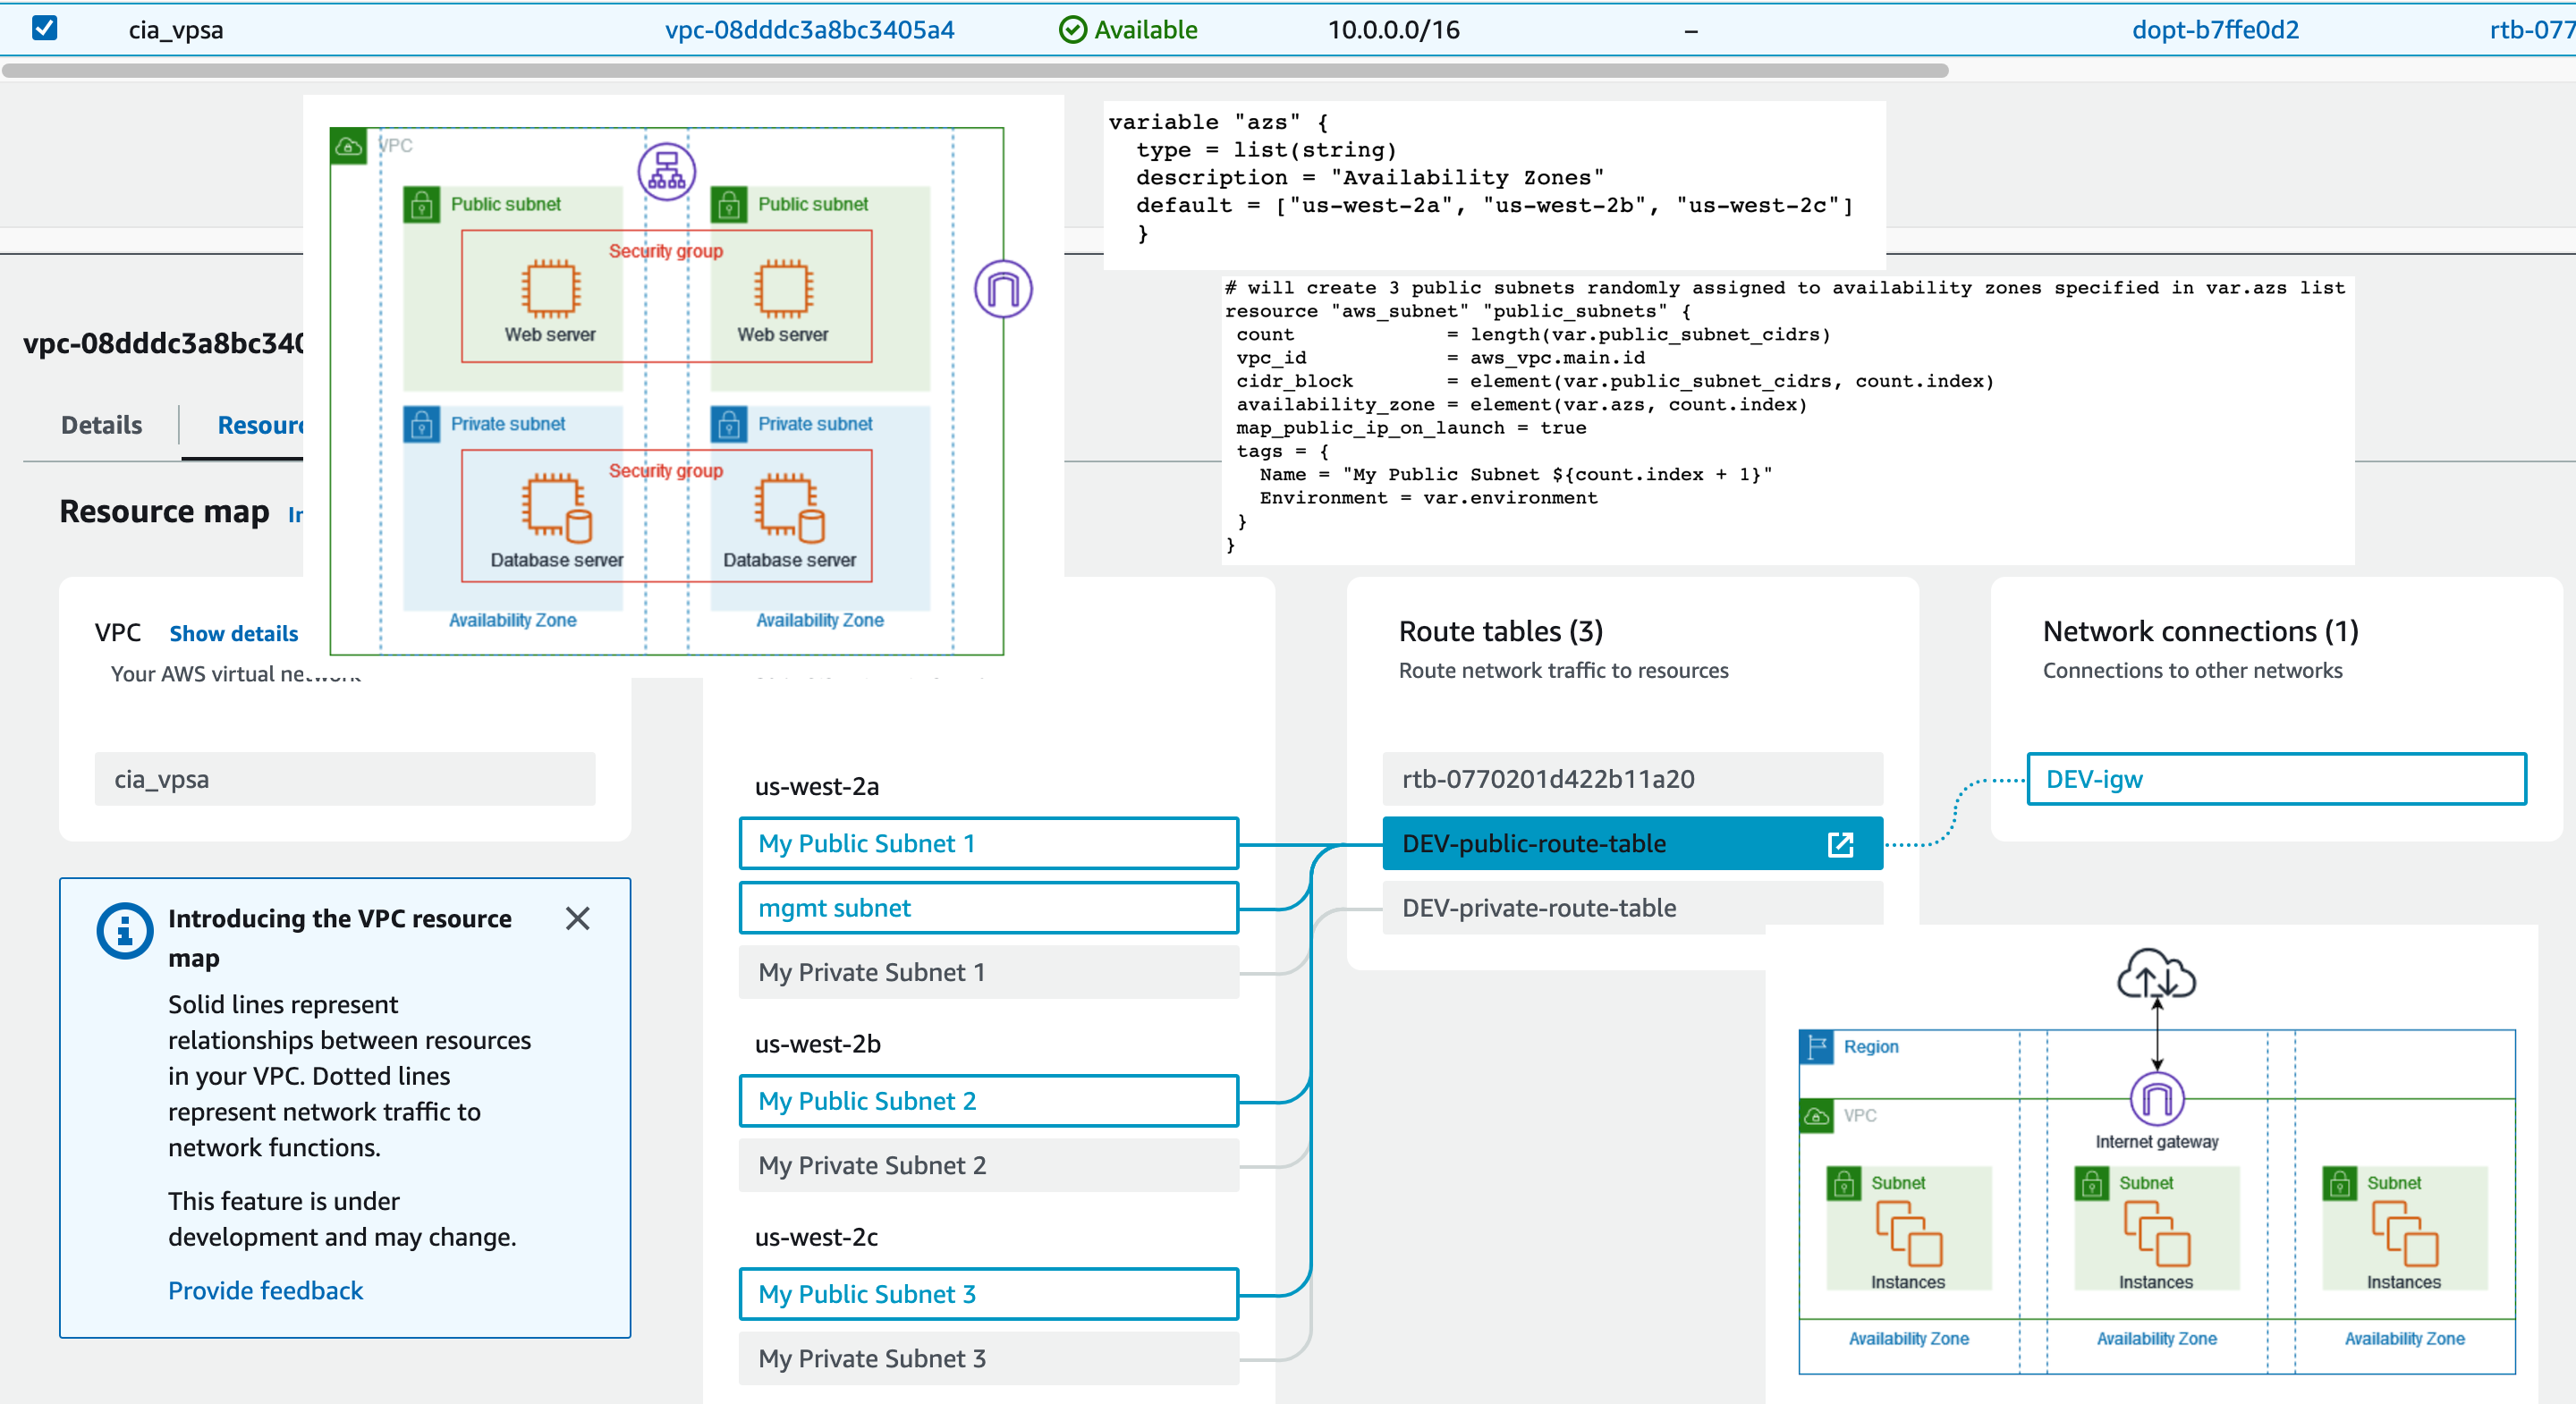 cia_vpsa vpc-08dddc3a8bc3405a4 Available 10.0.0.0/16 – dopt-b7ffe0d2 rtb-077
VPC
Public subnet Public subnet
Security group
Web server Web server
Private subnet Private subnet
Security group
Database server Database server
Availability Zone Availability Zone
variable "azs" {
type = list(string)
description = "Availability Zones"
default = ["us-west-2a", "us-west-2b", "us-west-2c"]
}
# will create 3 public subnets randomly assigned to availability zones specified in var.azs list
resource "aws_subnet" "public_subnets" {
count = length(var.public_subnet_cidrs)
vpc_id = aws_vpc.main.id
cidr_block = element(var.public_subnet_cidrs, count.index)
availability_zone = element(var.azs, count.index)
map_public_ip_on_launch = true
tags = {
Name = "My Public Subnet ${count.index + 1}"
Environment = var.environment
}
}
vpc-08dddc3a8bc340
Details
Resource map
VPC Show details
Your AWS virtual network
cia_vpsa
Introducing the VPC resource
map
Solid lines represent
relationships between resources
in your VPC. Dotted lines
represent network traffic to
network functions.
This feature is under
development and may change.
Provide feedback
us-west-2a
My Public Subnet 1
mgmt subnet
My Private Subnet 1
us-west-2b
My Public Subnet 2
My Private Subnet 2
us-west-2c
My Public Subnet 3
My Private Subnet 3
Route tables (3)
Route network traffic to resources
rtb-0770201d422b11a20
DEV-public-route-table
DEV-private-route-table
Network connections (1)
Connections to other networks
DEV-igw
Region
VPC
Internet gateway
Subnet Subnet Subnet
Instances Instances Instances
Availability Zone Availability Zone Availability Zone